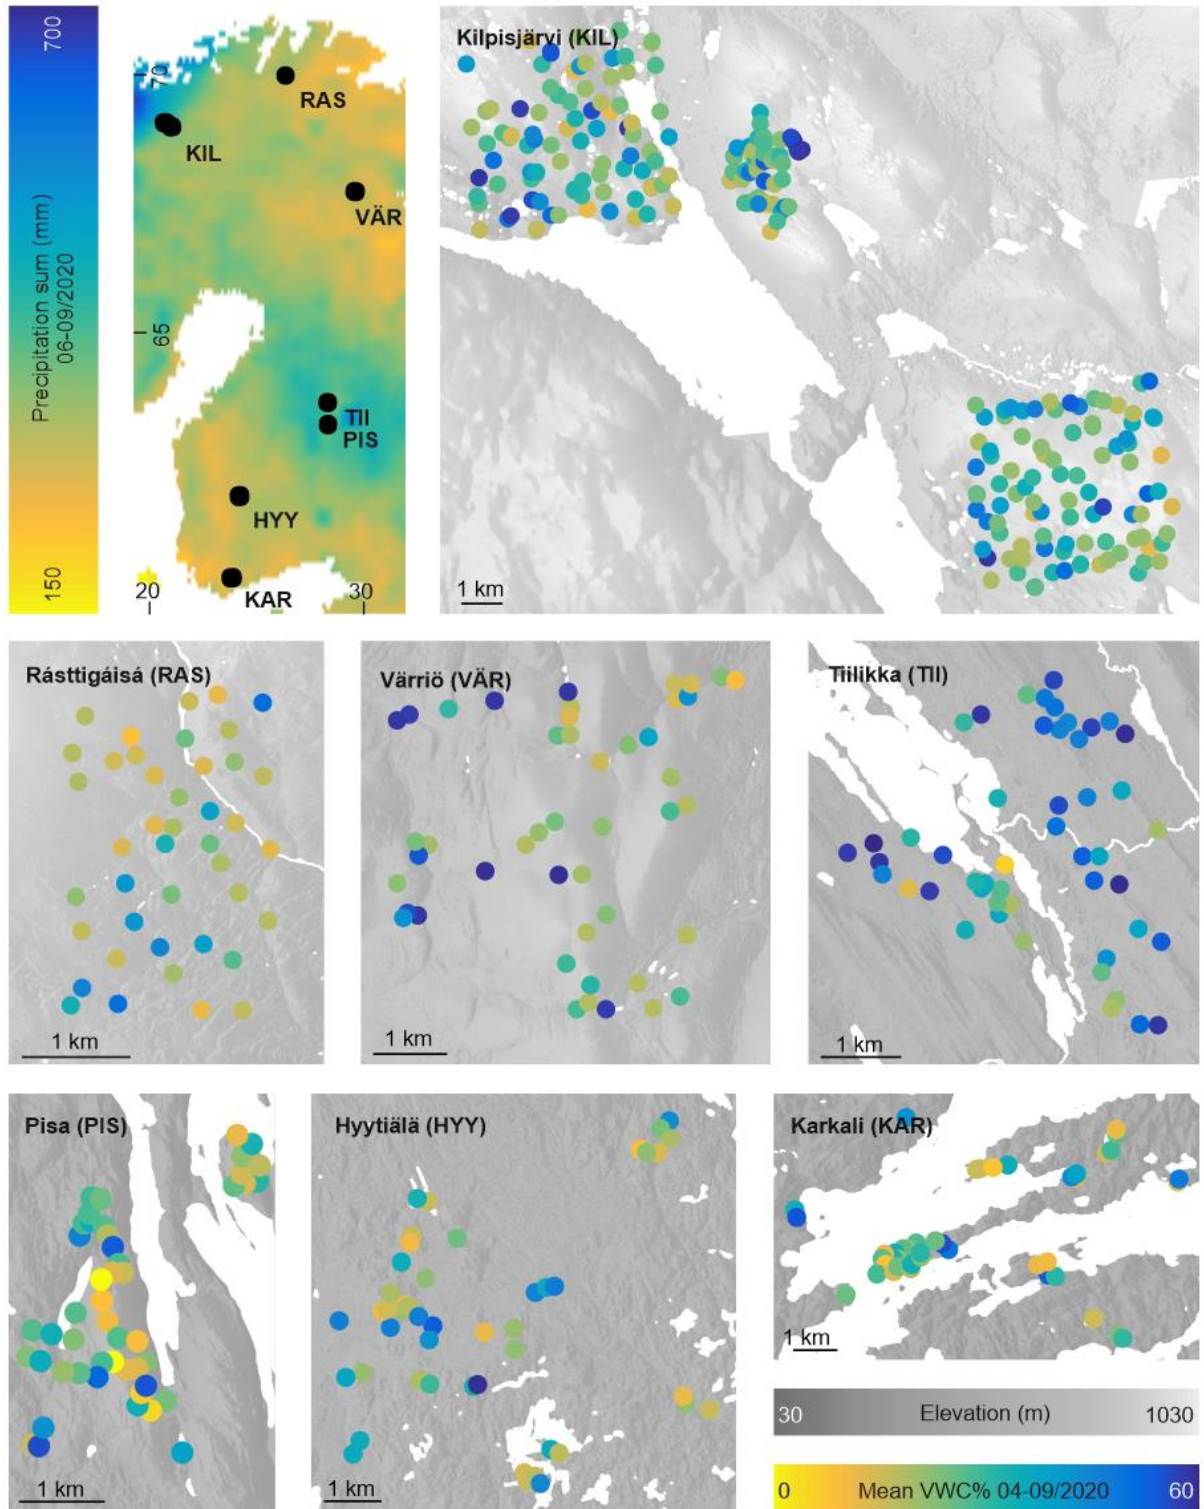 700
Precipitation sum (mm)
06-09/2020
150
70
65
20
30
RAS
KIL
VÄR
TII
PIS
HYY
KAR
Kilpisjärvi (KIL)
1 km
Rásttigáisá (RAS)
1 km
Värriö (VÄR)
1 km
Tiilikka (TII)
1 km
Pisa (PIS)
1 km
Hyytiälä (HYY)
1 km
Karkali (KAR)
1 km
30 Elevation (m) 1030
0 Mean VWC% 04-09/2020 60